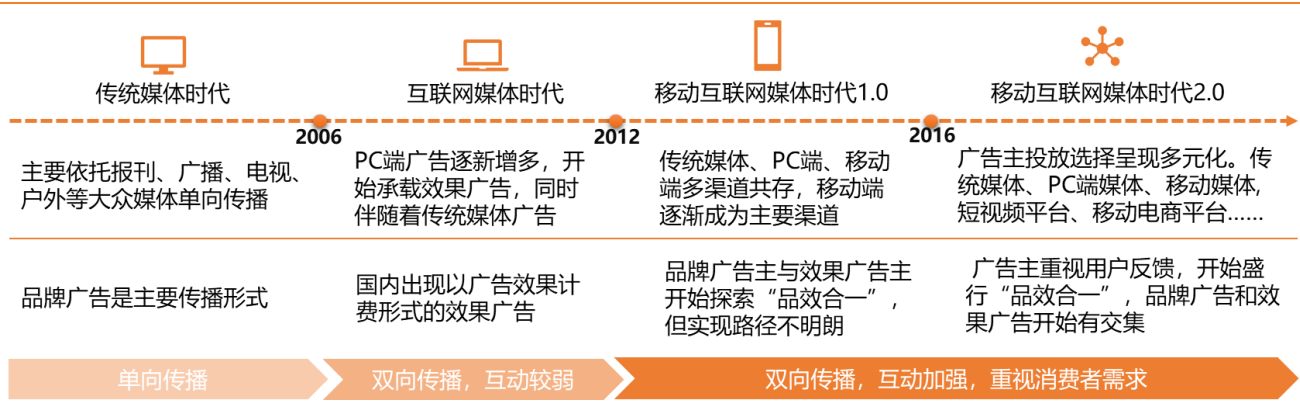 传统媒体时代
互联网媒体时代
移动互联网媒体时代1.0
移动互联网媒体时代2.0
2006
2012
2016
主要依托报刊、广播、电视、
户外等大众媒体单向传播
PC端广告逐新增多，开
始承载效果广告，同时
伴随着传统媒体广告
传统媒体、PC端、移动
端多渠道共存，移动端
逐渐成为主要渠道
广告主投放选择呈现多元化。传
统媒体、PC端媒体、移动媒体,
短视频平台、移动电商平台……
品牌广告是主要传播形式
国内出现以广告效果计
费形式的效果广告
品牌广告主与效果广告主
开始探索“品效合一”，
但实现路径不明朗
广告主重视用户反馈，开始盛
行“品效合一”，品牌广告和效
果广告开始有交集
单向传播
双向传播，互动较弱
双向传播，互动加强，重视消费者需求